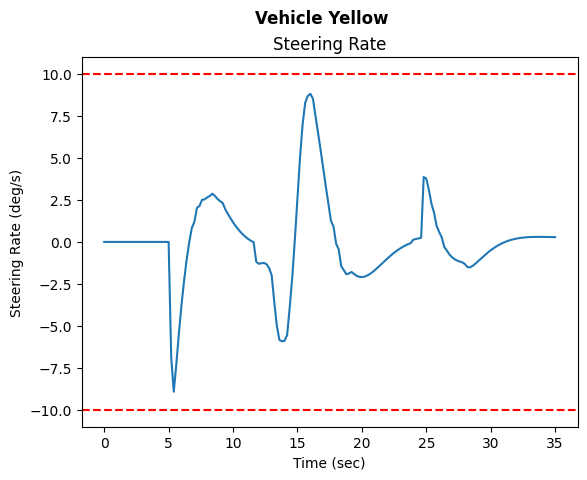 Vehicle Yellow
Steering Rate
10.0
7.5
5.0
2.5
0.0
−2.5
−5.0
−7.5
−10.0
Steering Rate (deg/s)
0 5 10 15 20 25 30 35
Time (sec)